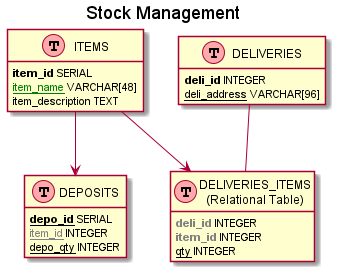 Stock Management
T ITEMS
item_id SERIAL
item_name VARCHAR[48]
item_description TEXT
T DELIVERIES
deli_id INTEGER
deli_address VARCHAR[96]
T DEPOSITS
depo_id SERIAL
item_id INTEGER
depo_qty INTEGER
T DELIVERIES_ITEMS
(Relational Table)
deli_id INTEGER
item_id INTEGER
qty INTEGER